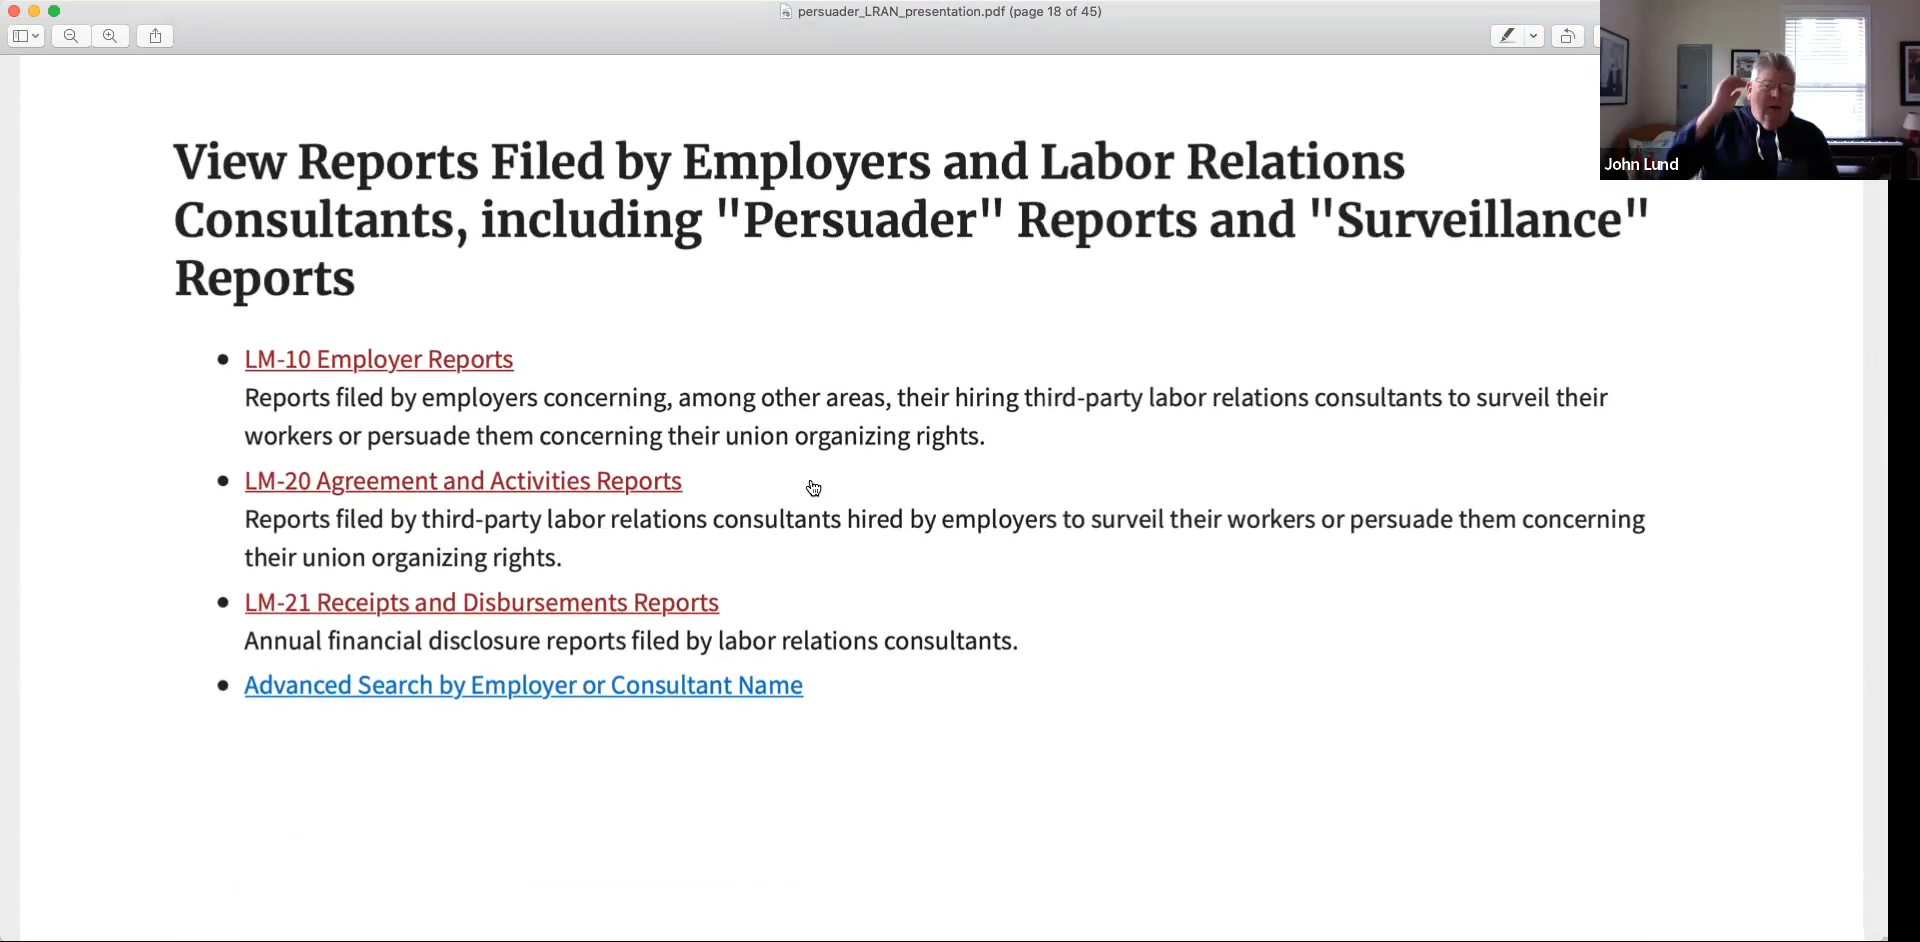 persuader_LRAN_presentation.pdf (page 18 of 45)
John Lund
View Reports Filed by Employers and Labor Relations
Consultants, including "Persuader" Reports and "Surveillance"
Reports
• LM-10 Employer Reports
Reports filed by employers concerning, among other areas, their hiring third-party labor relations consultants to surveil their
workers or persuade them concerning their union organizing rights.
• LM-20 Agreement and Activities Reports
Reports filed by third-party labor relations consultants hired by employers to surveil their workers or persuade them concerning
their union organizing rights.
• LM-21 Receipts and Disbursements Reports
Annual financial disclosure reports filed by labor relations consultants.
• Advanced Search by Employer or Consultant Name